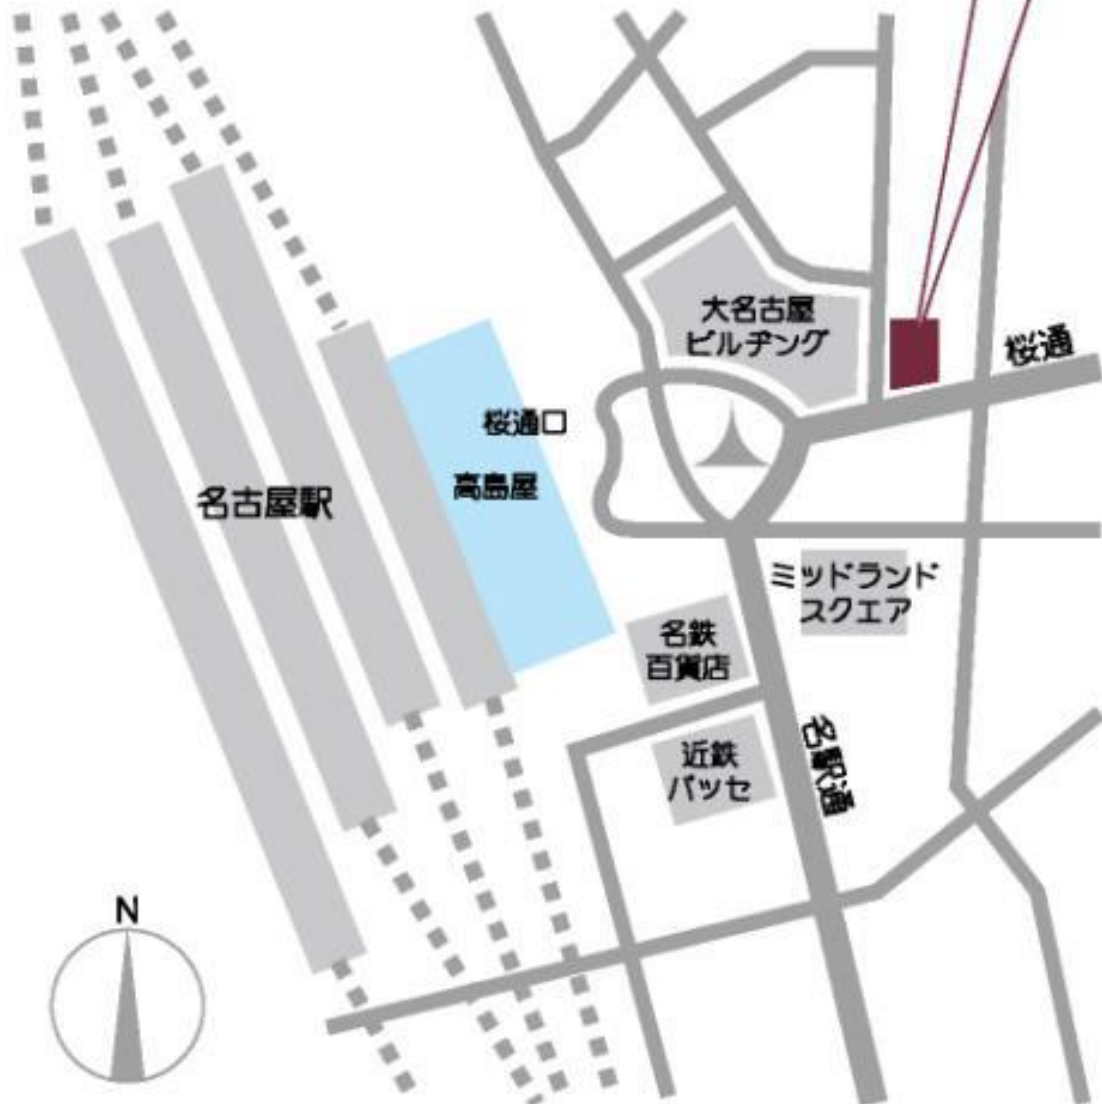 大名古屋
ビルヂング
桜通
桜通口
高島屋
名古屋駅
ミッドランド
スクエア
名鉄
百貨店
近鉄
パッセ
名駅通
N